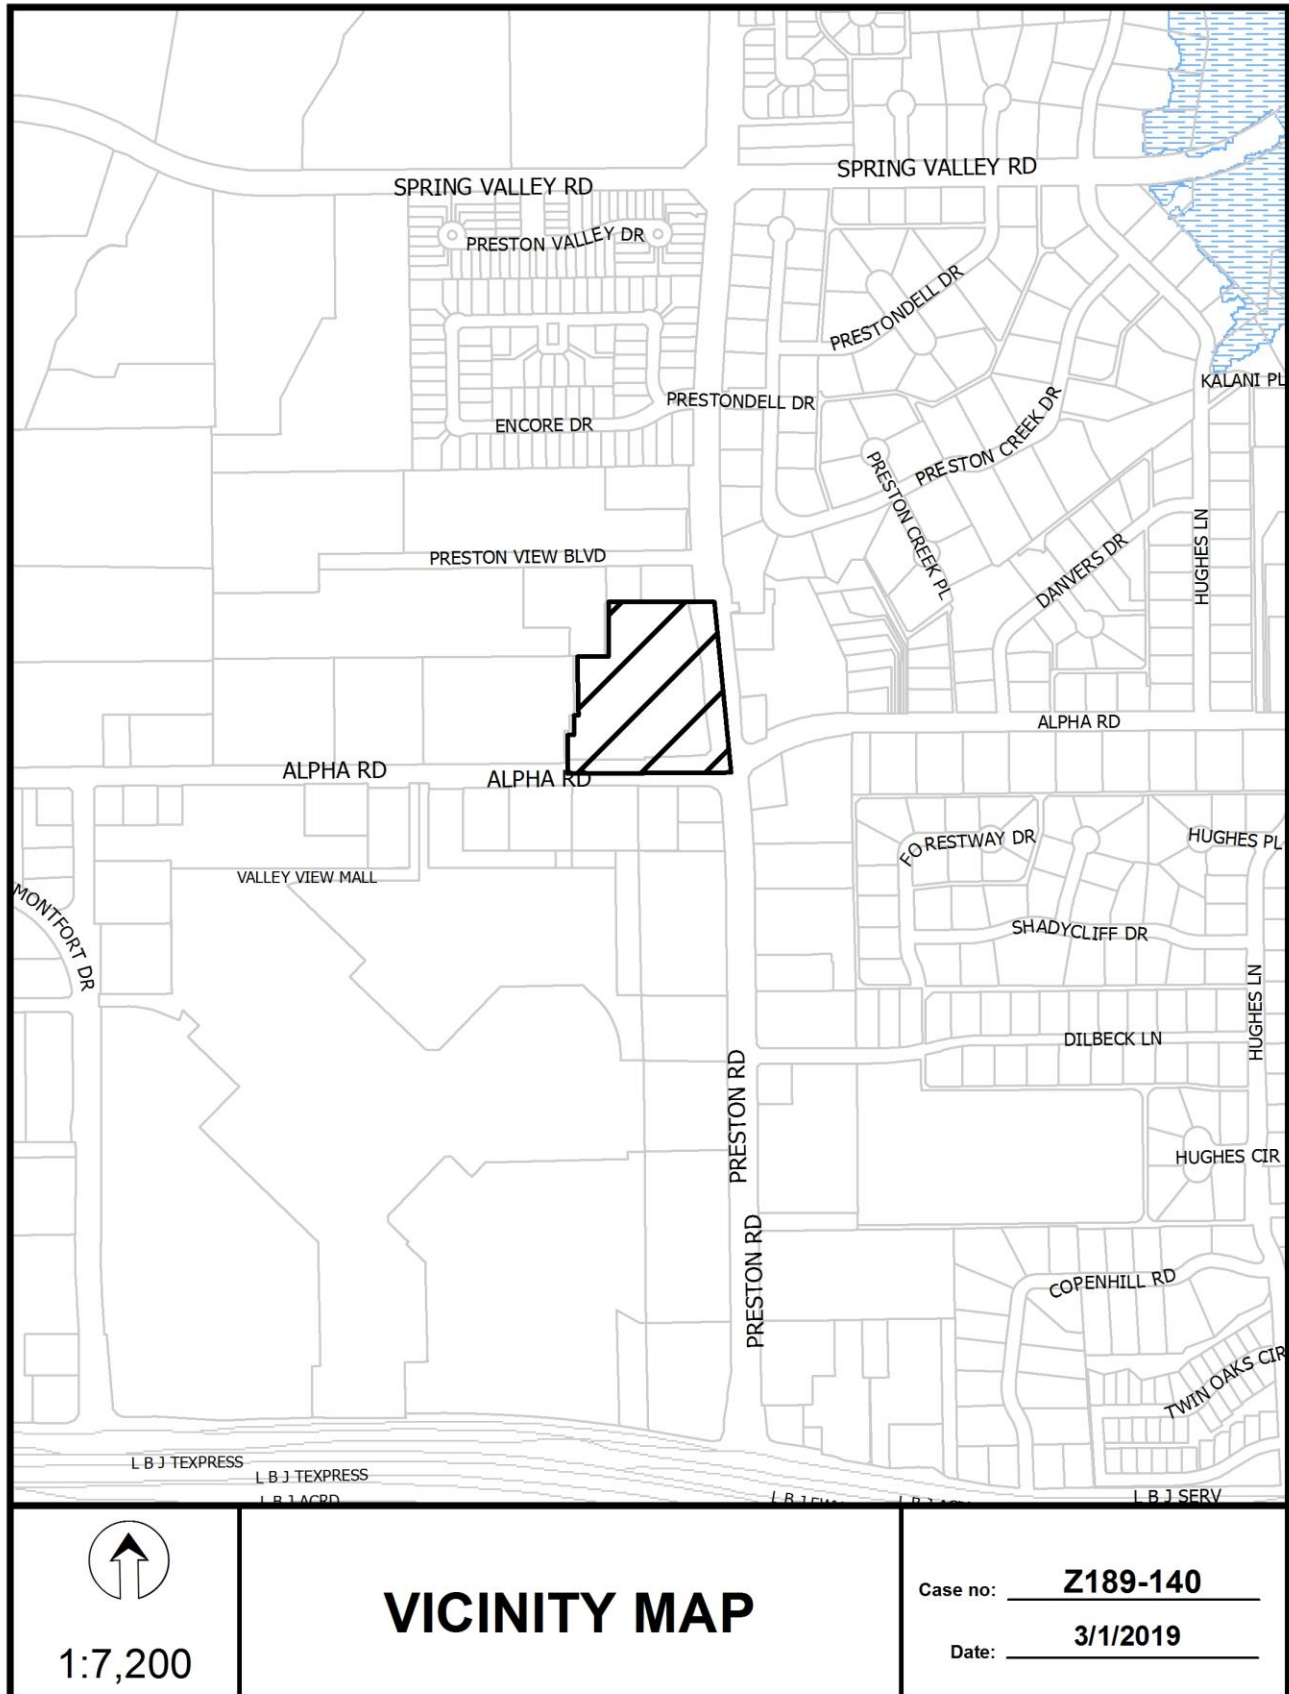 SPRING VALLEY RD
SPRING VALLEY RD
PRESTON VALLEY DR
PRESTONDELL DR
KALANI PL
PRESTONDELL DR
ENCORE DR
PRESTON CREEK DR
PRESTON CREEK PL
HUGHES LN
PRESTON VIEW BLVD
DANVERS DR
ALPHA RD
ALPHA RD
ALPHA RD
FORESTWAY DR
HUGHES PL
VALLEY VIEW MALL
MONTFORT DR
SHADYCLIFF DR
HUGHES LN
DILBECK LN
PRESTON RD
HUGHES CIR
PRESTON RD
COPENHILL RD
TWIN OAKS CIR
L B J TEXPRESS
L B J TEXPRESS
L B J SERV
1:7,200
VICINITY MAP
Case no: Z189-140
Date: 3/1/2019